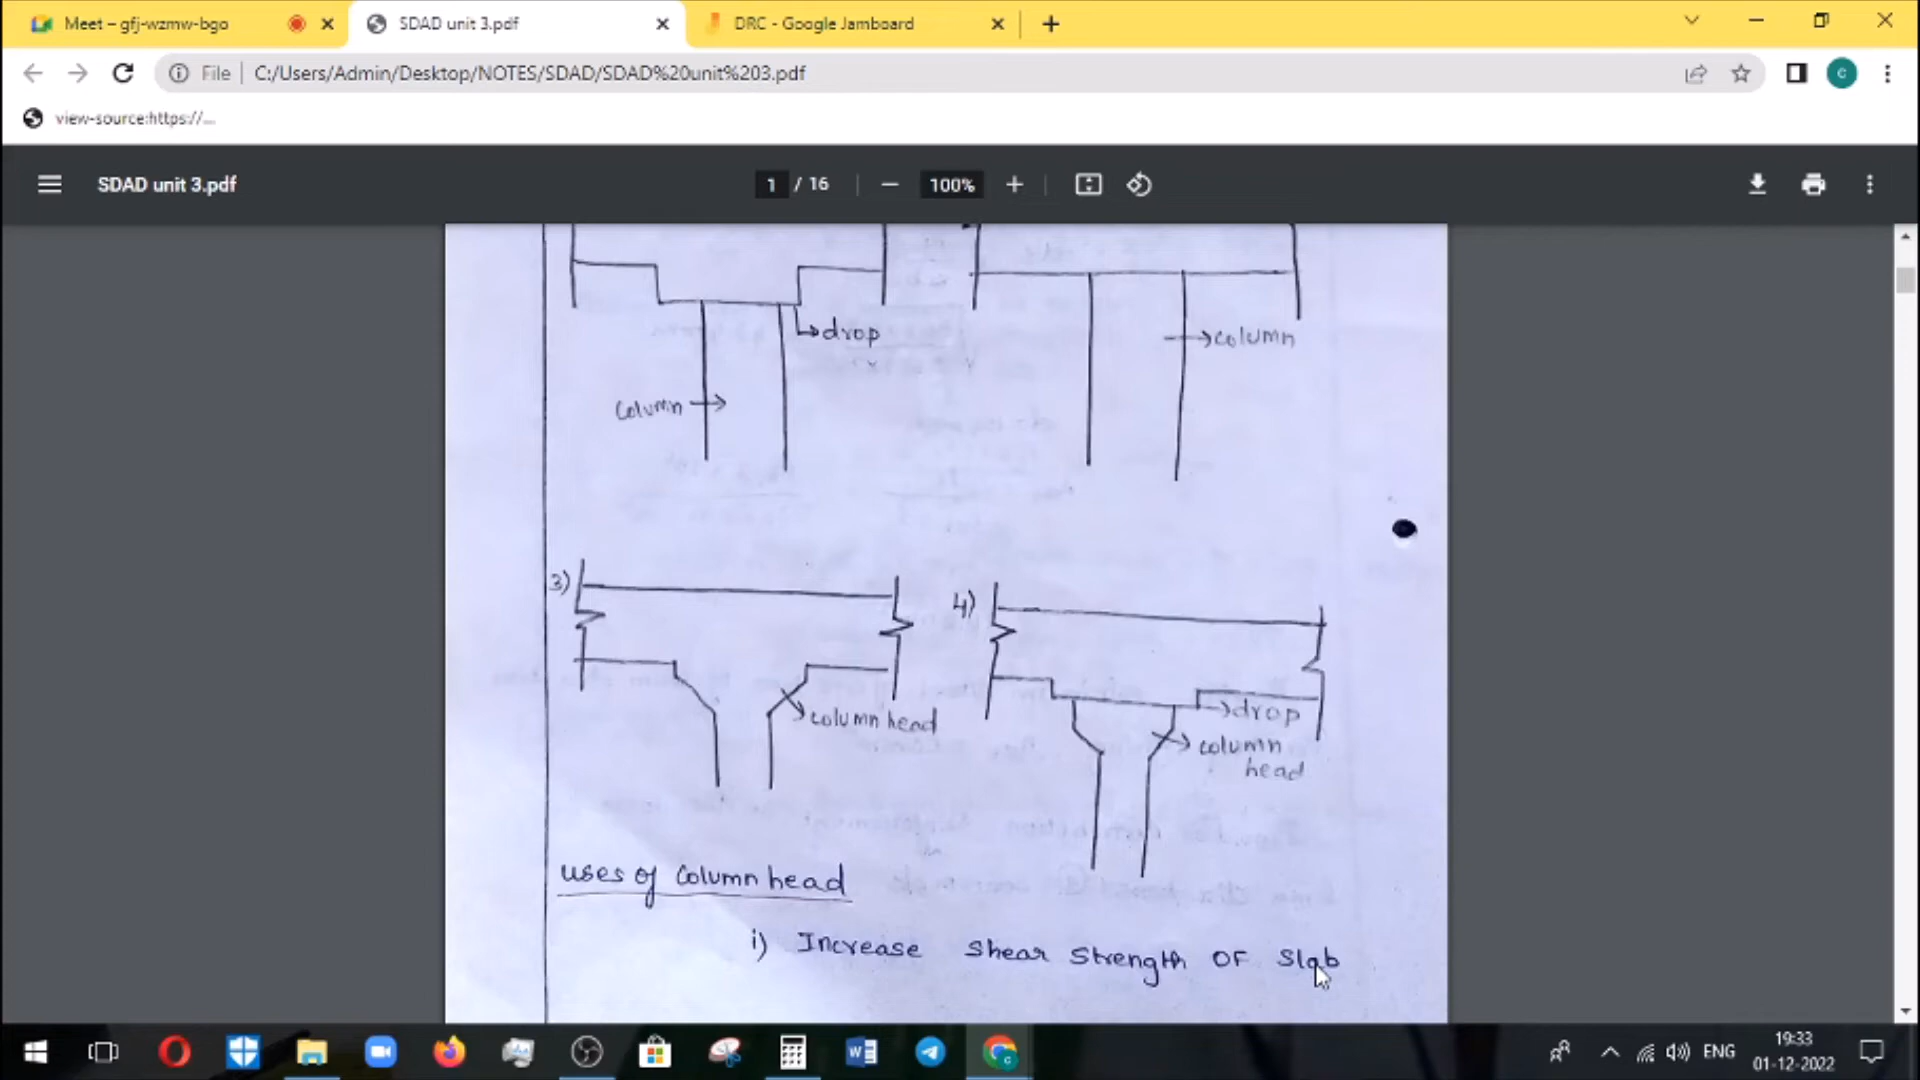 Meet – gfj-wzmw-bgo
SDAD unit 3.pdf
DRC - Google Jamboard
File
C:/Users/Admin/Desktop/NOTES/SDAD/SDAD%20unit%203.pdf
C
view-source:https://...
SDAD unit 3.pdf
1 / 16
100%
drop
column
column
3)
4)
column head
drop
column
head
uses of column head
i) Increase Shear Strength OF Slab
ENG
19:33
01-12-2022